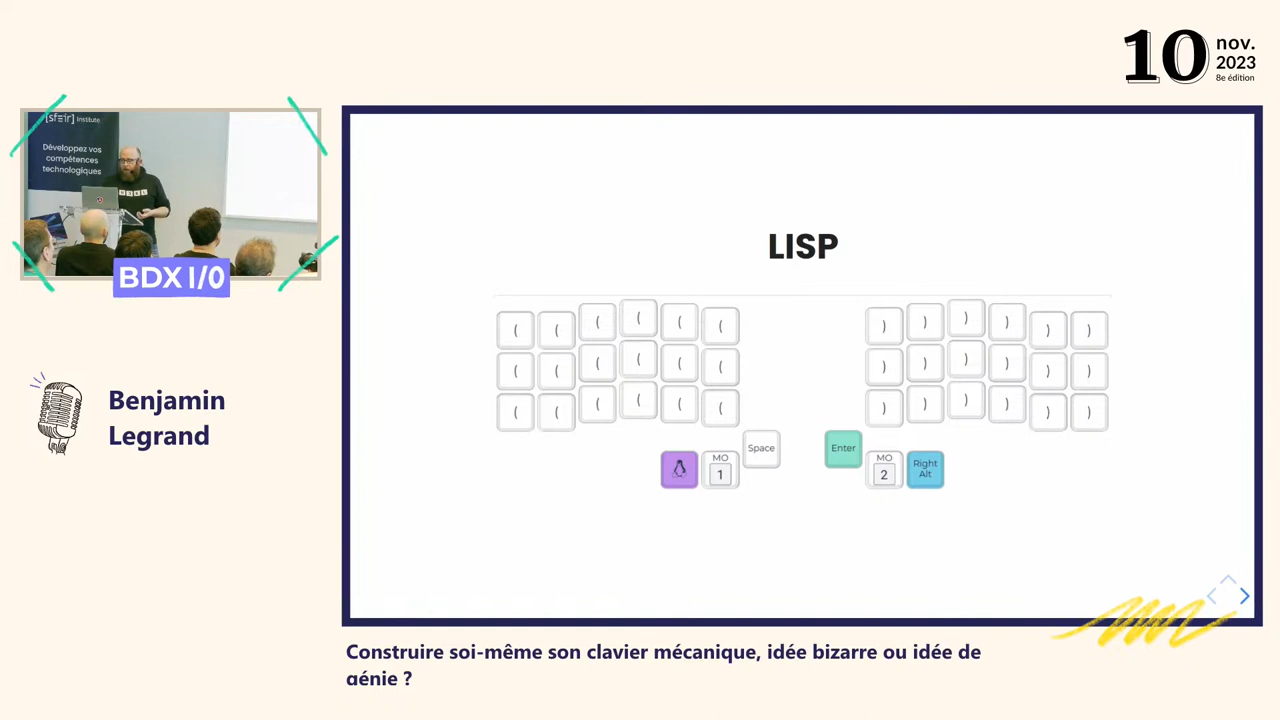 10 nov.
2023
8e édition
[sfeir] Institute
Développez vos
compétences
technologiques
BDX I/O
Benjamin
Legrand
LISP
( ( ( ( ( ( ) ) ) ) ) )
( ( ( ( ( ( ) ) ) ) ) )
( ( ( ( ( ( ) ) ) ) ) )
Space Enter
MO 1 MO 2 Right Alt
Construire soi-même son clavier mécanique, idée bizarre ou idée de
génie ?